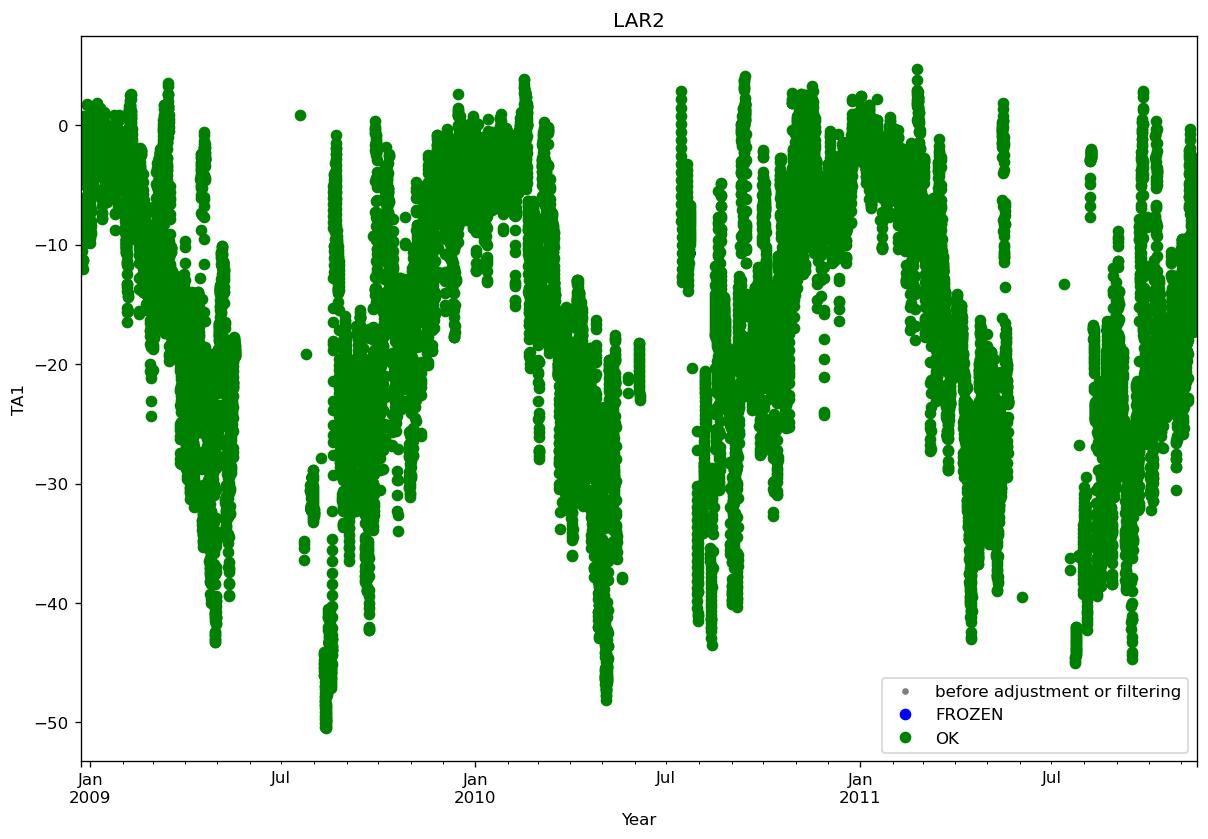 LAR2
TA1
0
−10
−20
−30
−40
−50
before adjustment or filtering
FROZEN
OK
Jan
2009
Jul
Jan
2010
Jul
Jan
2011
Jul
Year